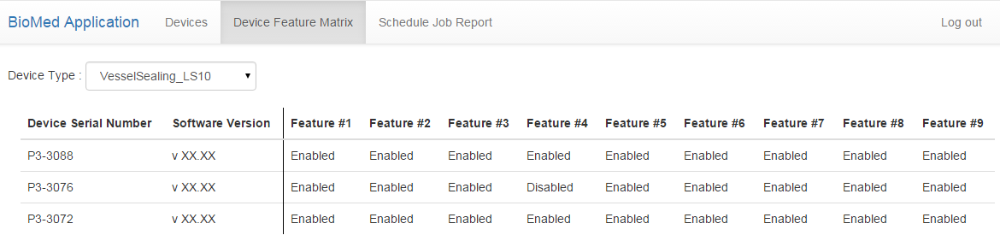 BioMed Application Devices Device Feature Matrix Schedule Job Report Log out
Device Type : VesselSealing_LS10
Device Serial Number Software Version Feature #1 Feature #2 Feature #3 Feature #4 Feature #5 Feature #6 Feature #7 Feature #8 Feature #9
P3-3088 v XX.XX Enabled Enabled Enabled Enabled Enabled Enabled Enabled Enabled Enabled
P3-3076 v XX.XX Enabled Enabled Enabled Disabled Enabled Enabled Enabled Enabled Enabled
P3-3072 v XX.XX Enabled Enabled Enabled Enabled Enabled Enabled Enabled Enabled Enabled